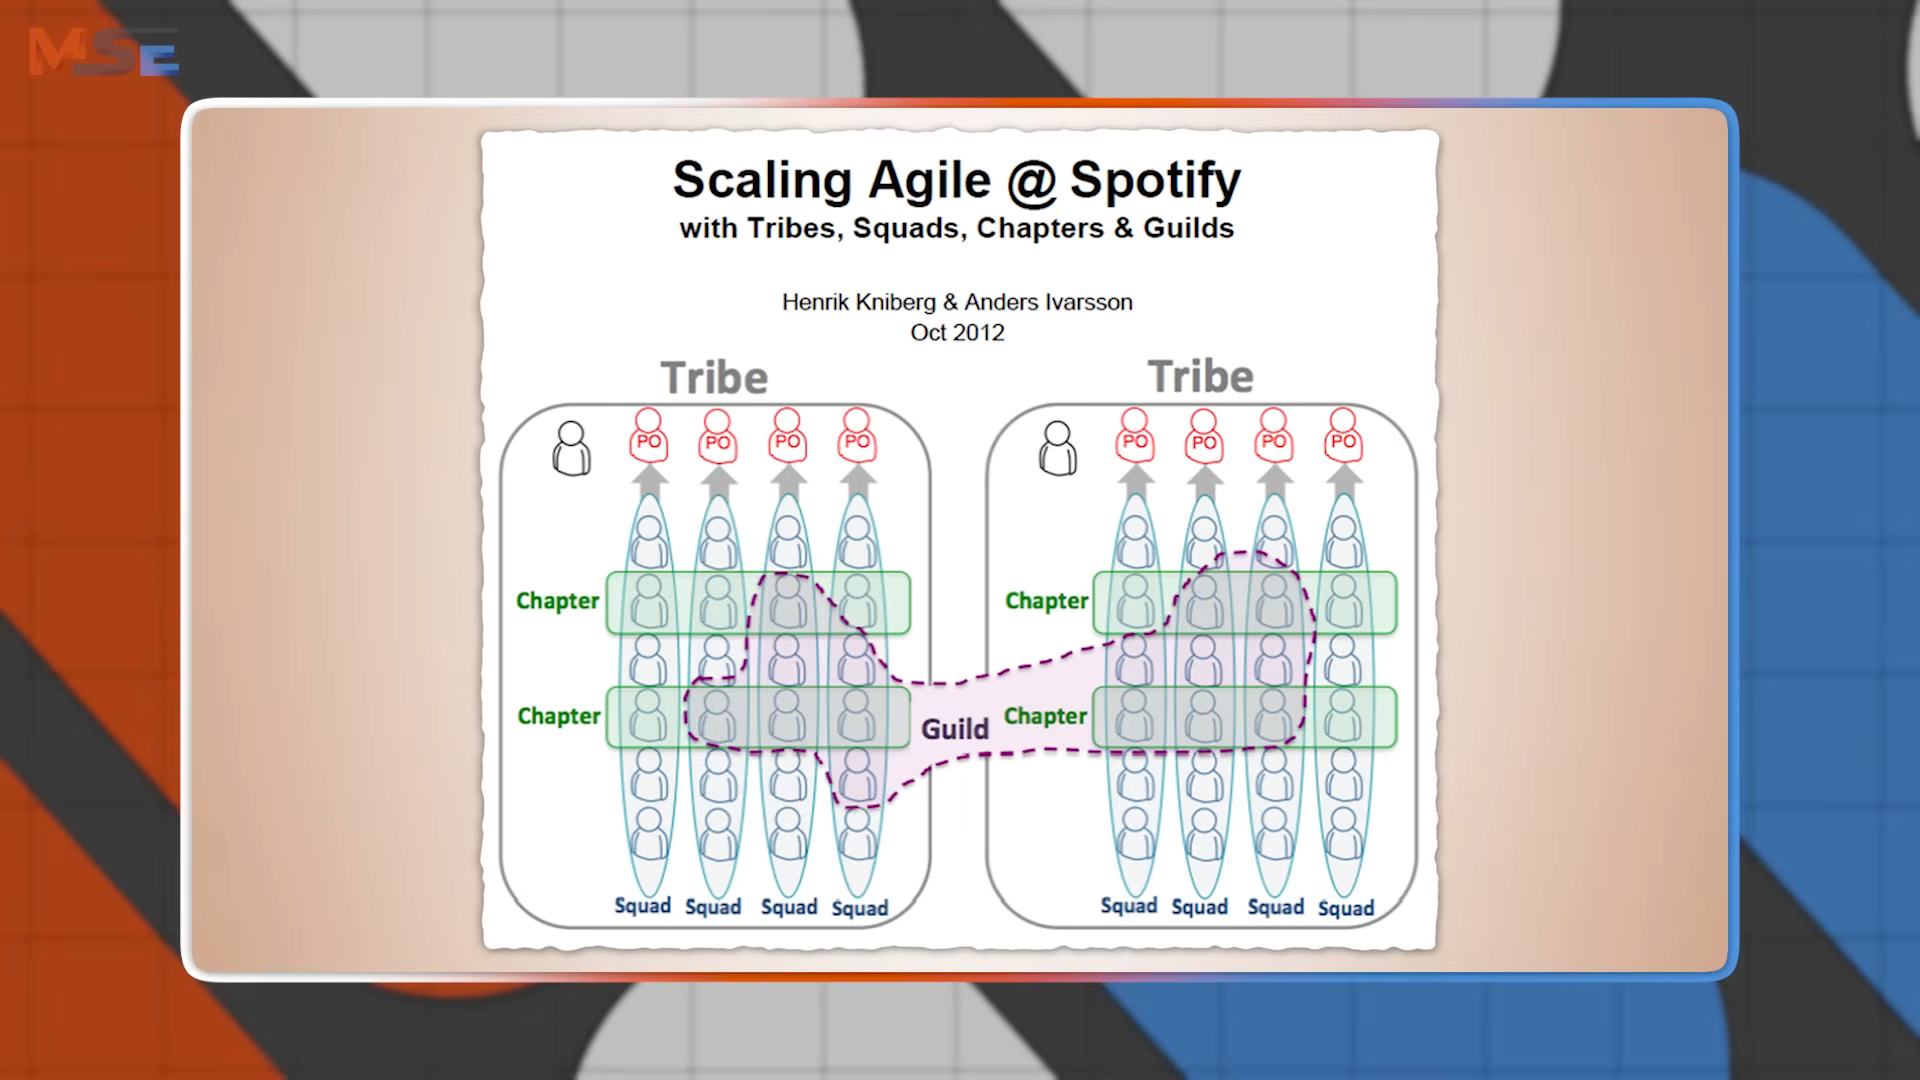 MSE
Scaling Agile @ Spotify
with Tribes, Squads, Chapters & Guilds
Henrik Kniberg & Anders Ivarsson
Oct 2012
Tribe
Tribe
PO PO PO PO
PO PO PO PO
Chapter
Chapter
Chapter
Guild
Chapter
Squad Squad Squad Squad
Squad Squad Squad Squad